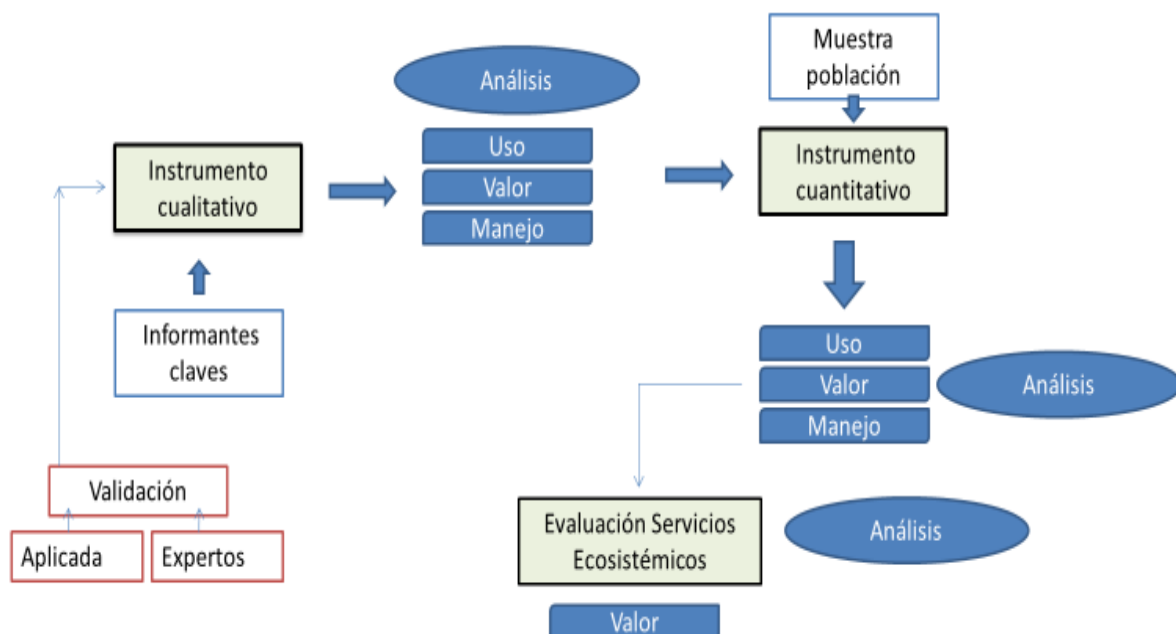 Muestra
población
Análisis
Uso
Valor
Manejo
Instrumento
cualitativo
Instrumento
cuantitativo
Informantes
claves
Uso
Valor
Manejo
Análisis
Validación
Aplicada
Expertos
Evaluación Servicios
Ecosistémicos
Análisis
Valor